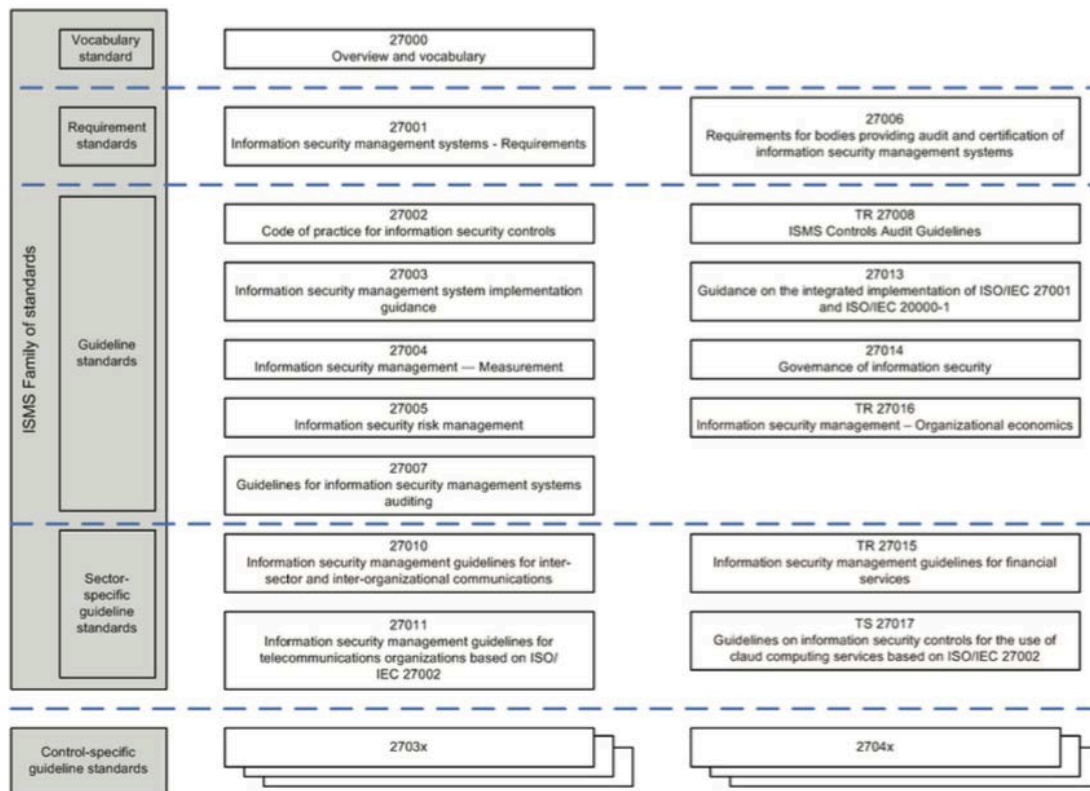 ISMS Family of standards
Vocabulary
standard
27000
Overview and vocabulary
Requirement
standards
27001
Information security management systems - Requirements
27006
Requirements for bodies providing audit and certification of
information security management systems
Guideline
standards
27002
Code of practice for information security controls
TR 27008
ISMS Controls Audit Guidelines
27003
Information security management system implementation
guidance
27013
Guidance on the integrated implementation of ISO/IEC 27001
and ISO/IEC 20000-1
27004
Information security management — Measurement
27014
Governance of information security
27005
Information security risk management
TR 27016
Information security management – Organizational economics
27007
Guidelines for information security management systems
auditing
Sector-
specific
guideline
standards
27010
Information security management guidelines for inter-
sector and inter-organizational communications
TR 27015
Information security management guidelines for financial
services
27011
Information security management guidelines for
telecommunications organizations based on ISO/
IEC 27002
TS 27017
Guidelines on information security controls for the use of
claud computing services based on ISO/IEC 27002
Control-specific
guideline standards
2703x
2704x